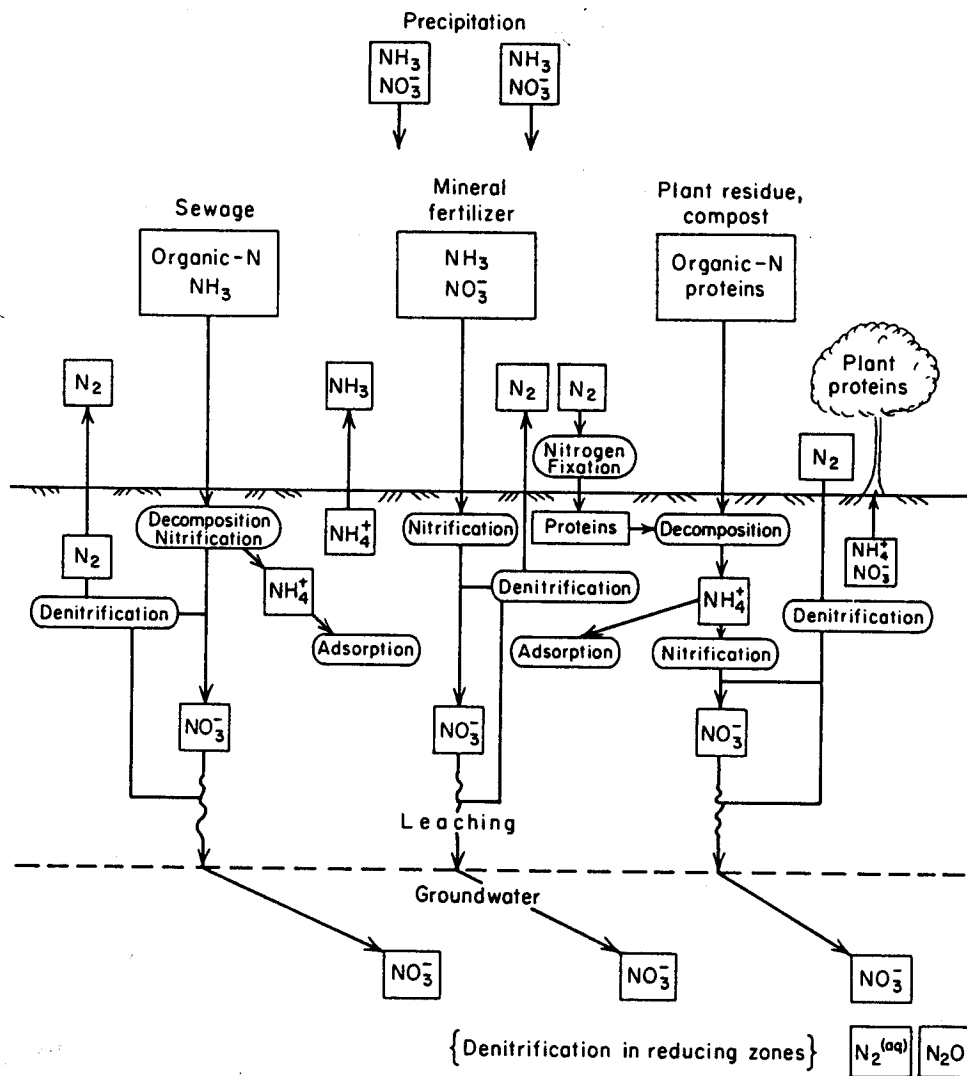 Precipitation
NH₃
NO₃⁻
NH₃
NO₃⁻
Sewage
Organic-N
NH₃
Mineral
fertilizer
NH₃
NO₃⁻
Plant residue,
compost
Organic-N
proteins
Plant
proteins
N₂
NH₃
N₂
N₂
N₂
Nitrogen
Fixation
Decomposition
Nitrification
NH₄⁺
Nitrification
Proteins
Decomposition
NH₄⁺
NO₃⁻
N₂
Denitrification
NH₄⁺
Adsorption
Denitrification
NH₄⁺
Adsorption
Nitrification
Denitrification
NO₃⁻
NO₃⁻
NO₃⁻
Leaching
Groundwater
NO₃⁻
NO₃⁻
NO₃⁻
{Denitrification in reducing zones}
N₂(aq)
N₂O